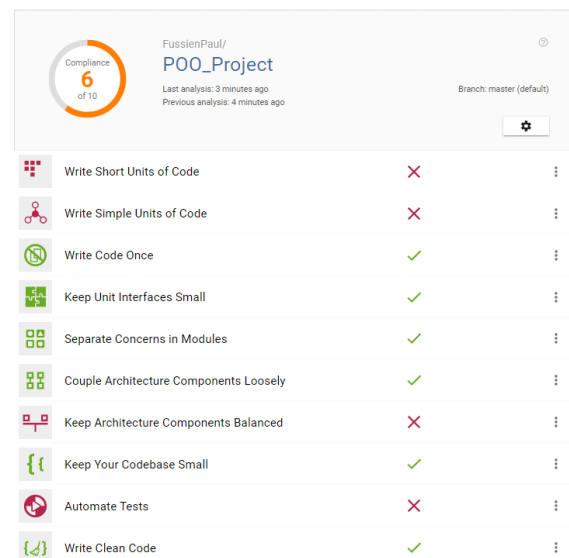 Compliance
6
of 10
FussienPaul/
POO_Project
Last analysis: 3 minutes ago
Previous analysis: 4 minutes ago
Branch: master (default)
Write Short Units of Code
Write Simple Units of Code
Write Code Once
Keep Unit Interfaces Small
Separate Concerns in Modules
Couple Architecture Components Loosely
Keep Architecture Components Balanced
Keep Your Codebase Small
Automate Tests
Write Clean Code